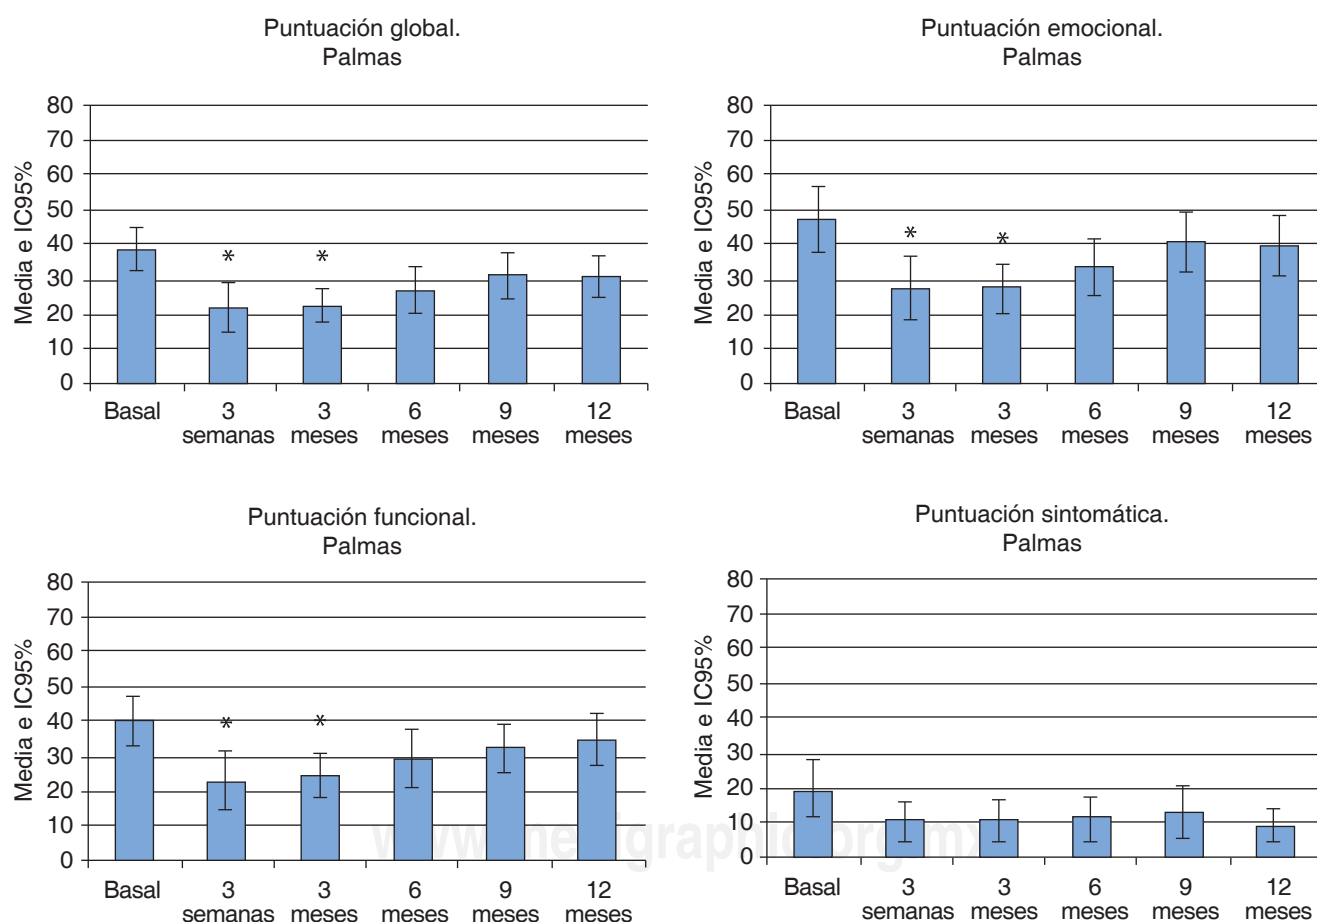 Puntuación global.
Palmas
Media e IC95%
80
70
60
50
40
30
20
10
0
* *
Basal 3 3 6 9 12
semanas meses meses meses meses
Puntuación emocional.
Palmas
Media e IC95%
80
70
60
50
40
30
20
10
0
* *
Basal 3 3 6 9 12
semanas meses meses meses meses
Puntuación funcional.
Palmas
Media e IC95%
80
70
60
50
40
30
20
10
0
* *
Basal 3 3 6 9 12
semanas meses meses meses meses
Puntuación sintomática.
Palmas
Media e IC95%
80
70
60
50
40
30
20
10
0
Basal 3 3 6 9 12
semanas meses meses meses meses